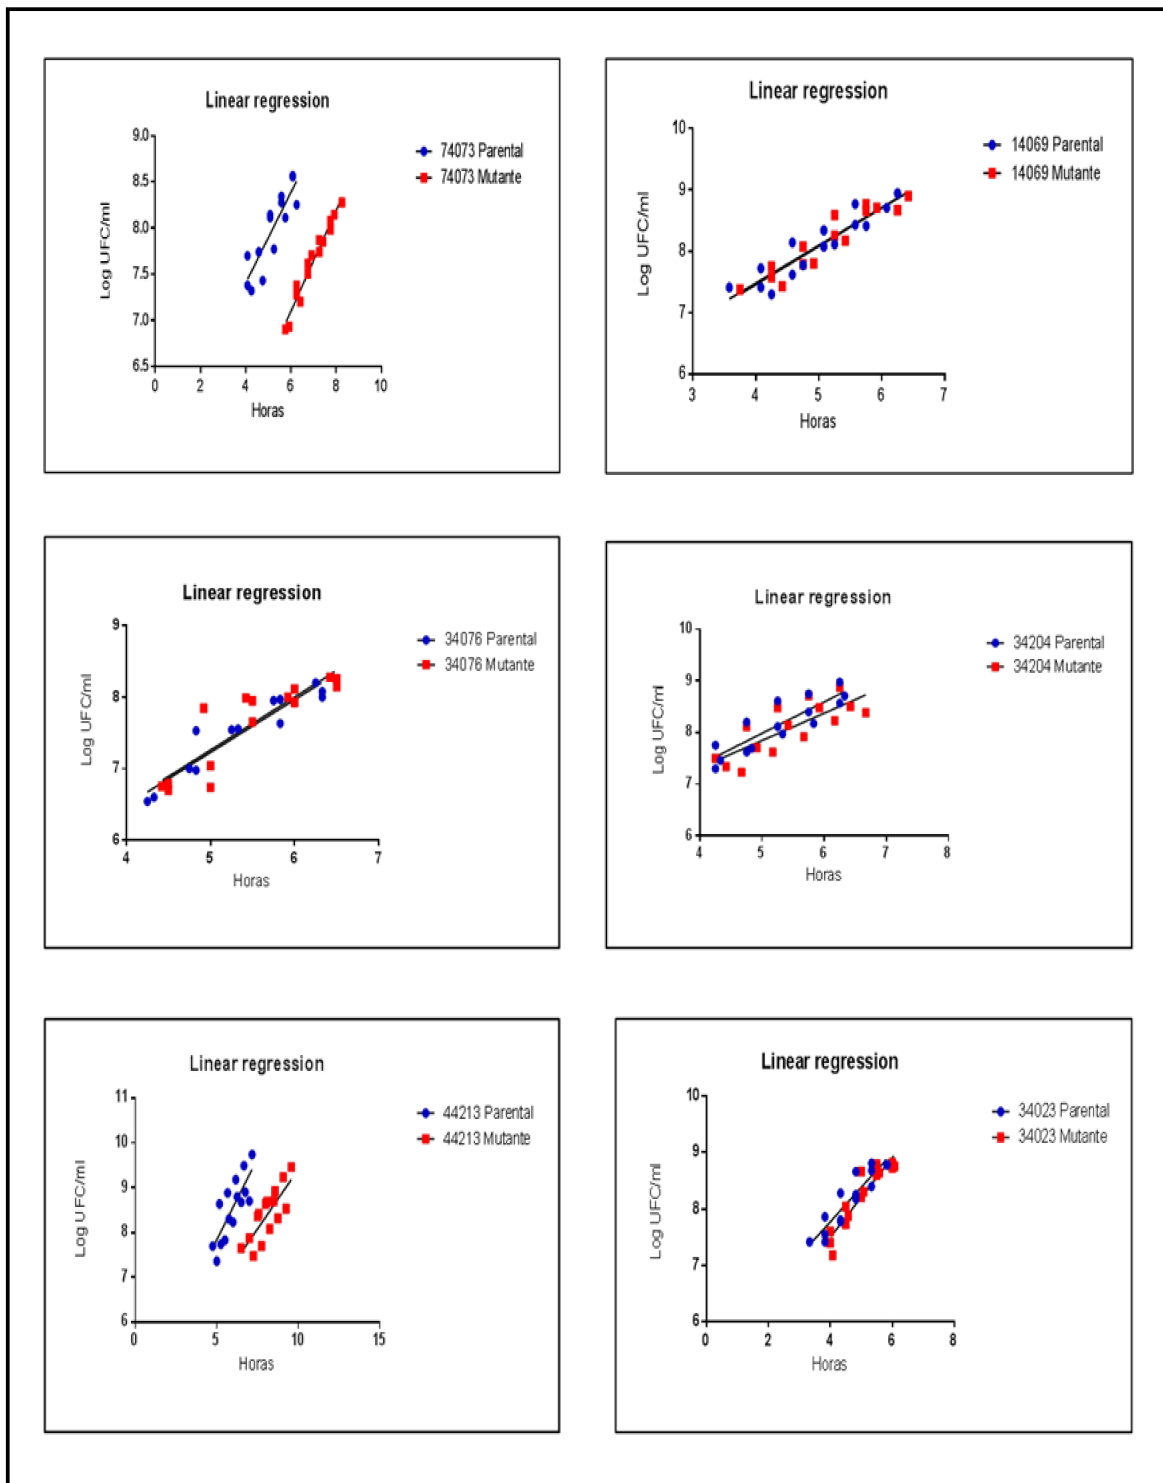 Linear regression
9.0
8.5
8.0
7.5
7.0
6.5
0 2 4 6 8 10
Log UFC/ml
Horas
74073 Parental
74073 Mutante
Linear regression
10
9
8
7
6
3 4 5 6 7
Log UFC/ml
Horas
14069 Parental
14069 Mutante
Linear regression
9
8
7
6
4 5 6 7
Log UFC/ml
Horas
34076 Parental
34076 Mutante
Linear regression
10
9
8
7
6
4 5 6 7 8
Log UFC/ml
Horas
34204 Parental
34204 Mutante
Linear regression
11
10
9
8
7
6
0 5 10 15
Log UFC/ml
Horas
44213 Parental
44213 Mutante
Linear regression
10
9
8
7
6
0 2 4 6 8
Log UFC/ml
Horas
34023 Parental
34023 Mutante